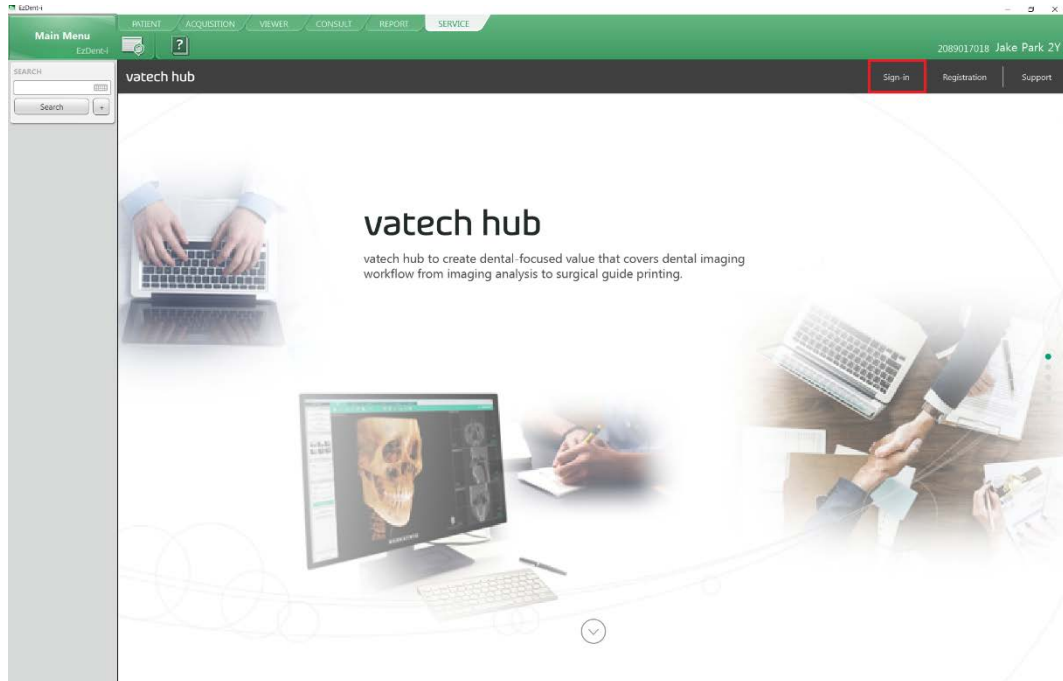 EzDent-i
Main Menu
EzDent-i
PATIENT ACQUISITION VIEWER CONSULT REPORT SERVICE
?
2089017018 Jake Park 2Y
SEARCH
Search +
vatech hub
Sign-in Registration Support
vatech hub
vatech hub to create dental-focused value that covers dental imaging
workflow from imaging analysis to surgical guide printing.